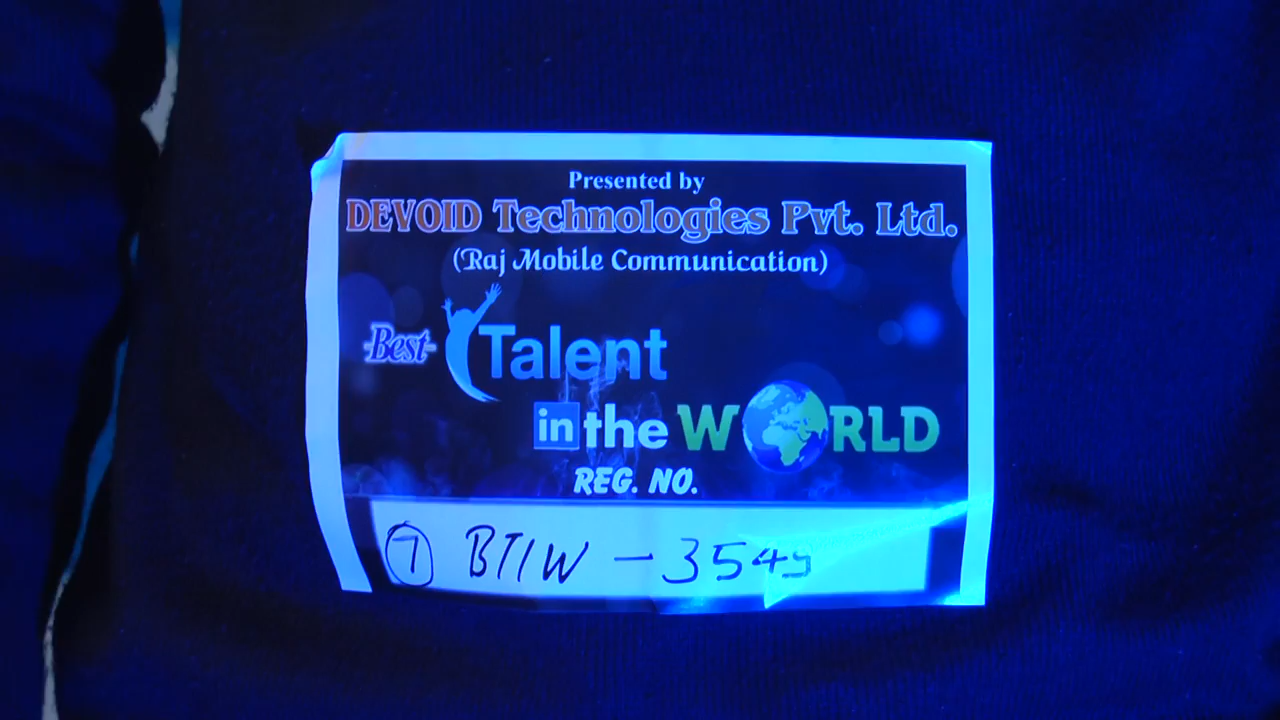 Presented by
DEVOID Technologies Pvt. Ltd.
(Raj Mobile Communication)
Best Talent
in the WORLD
REG. NO.
7 BTIW - 3545